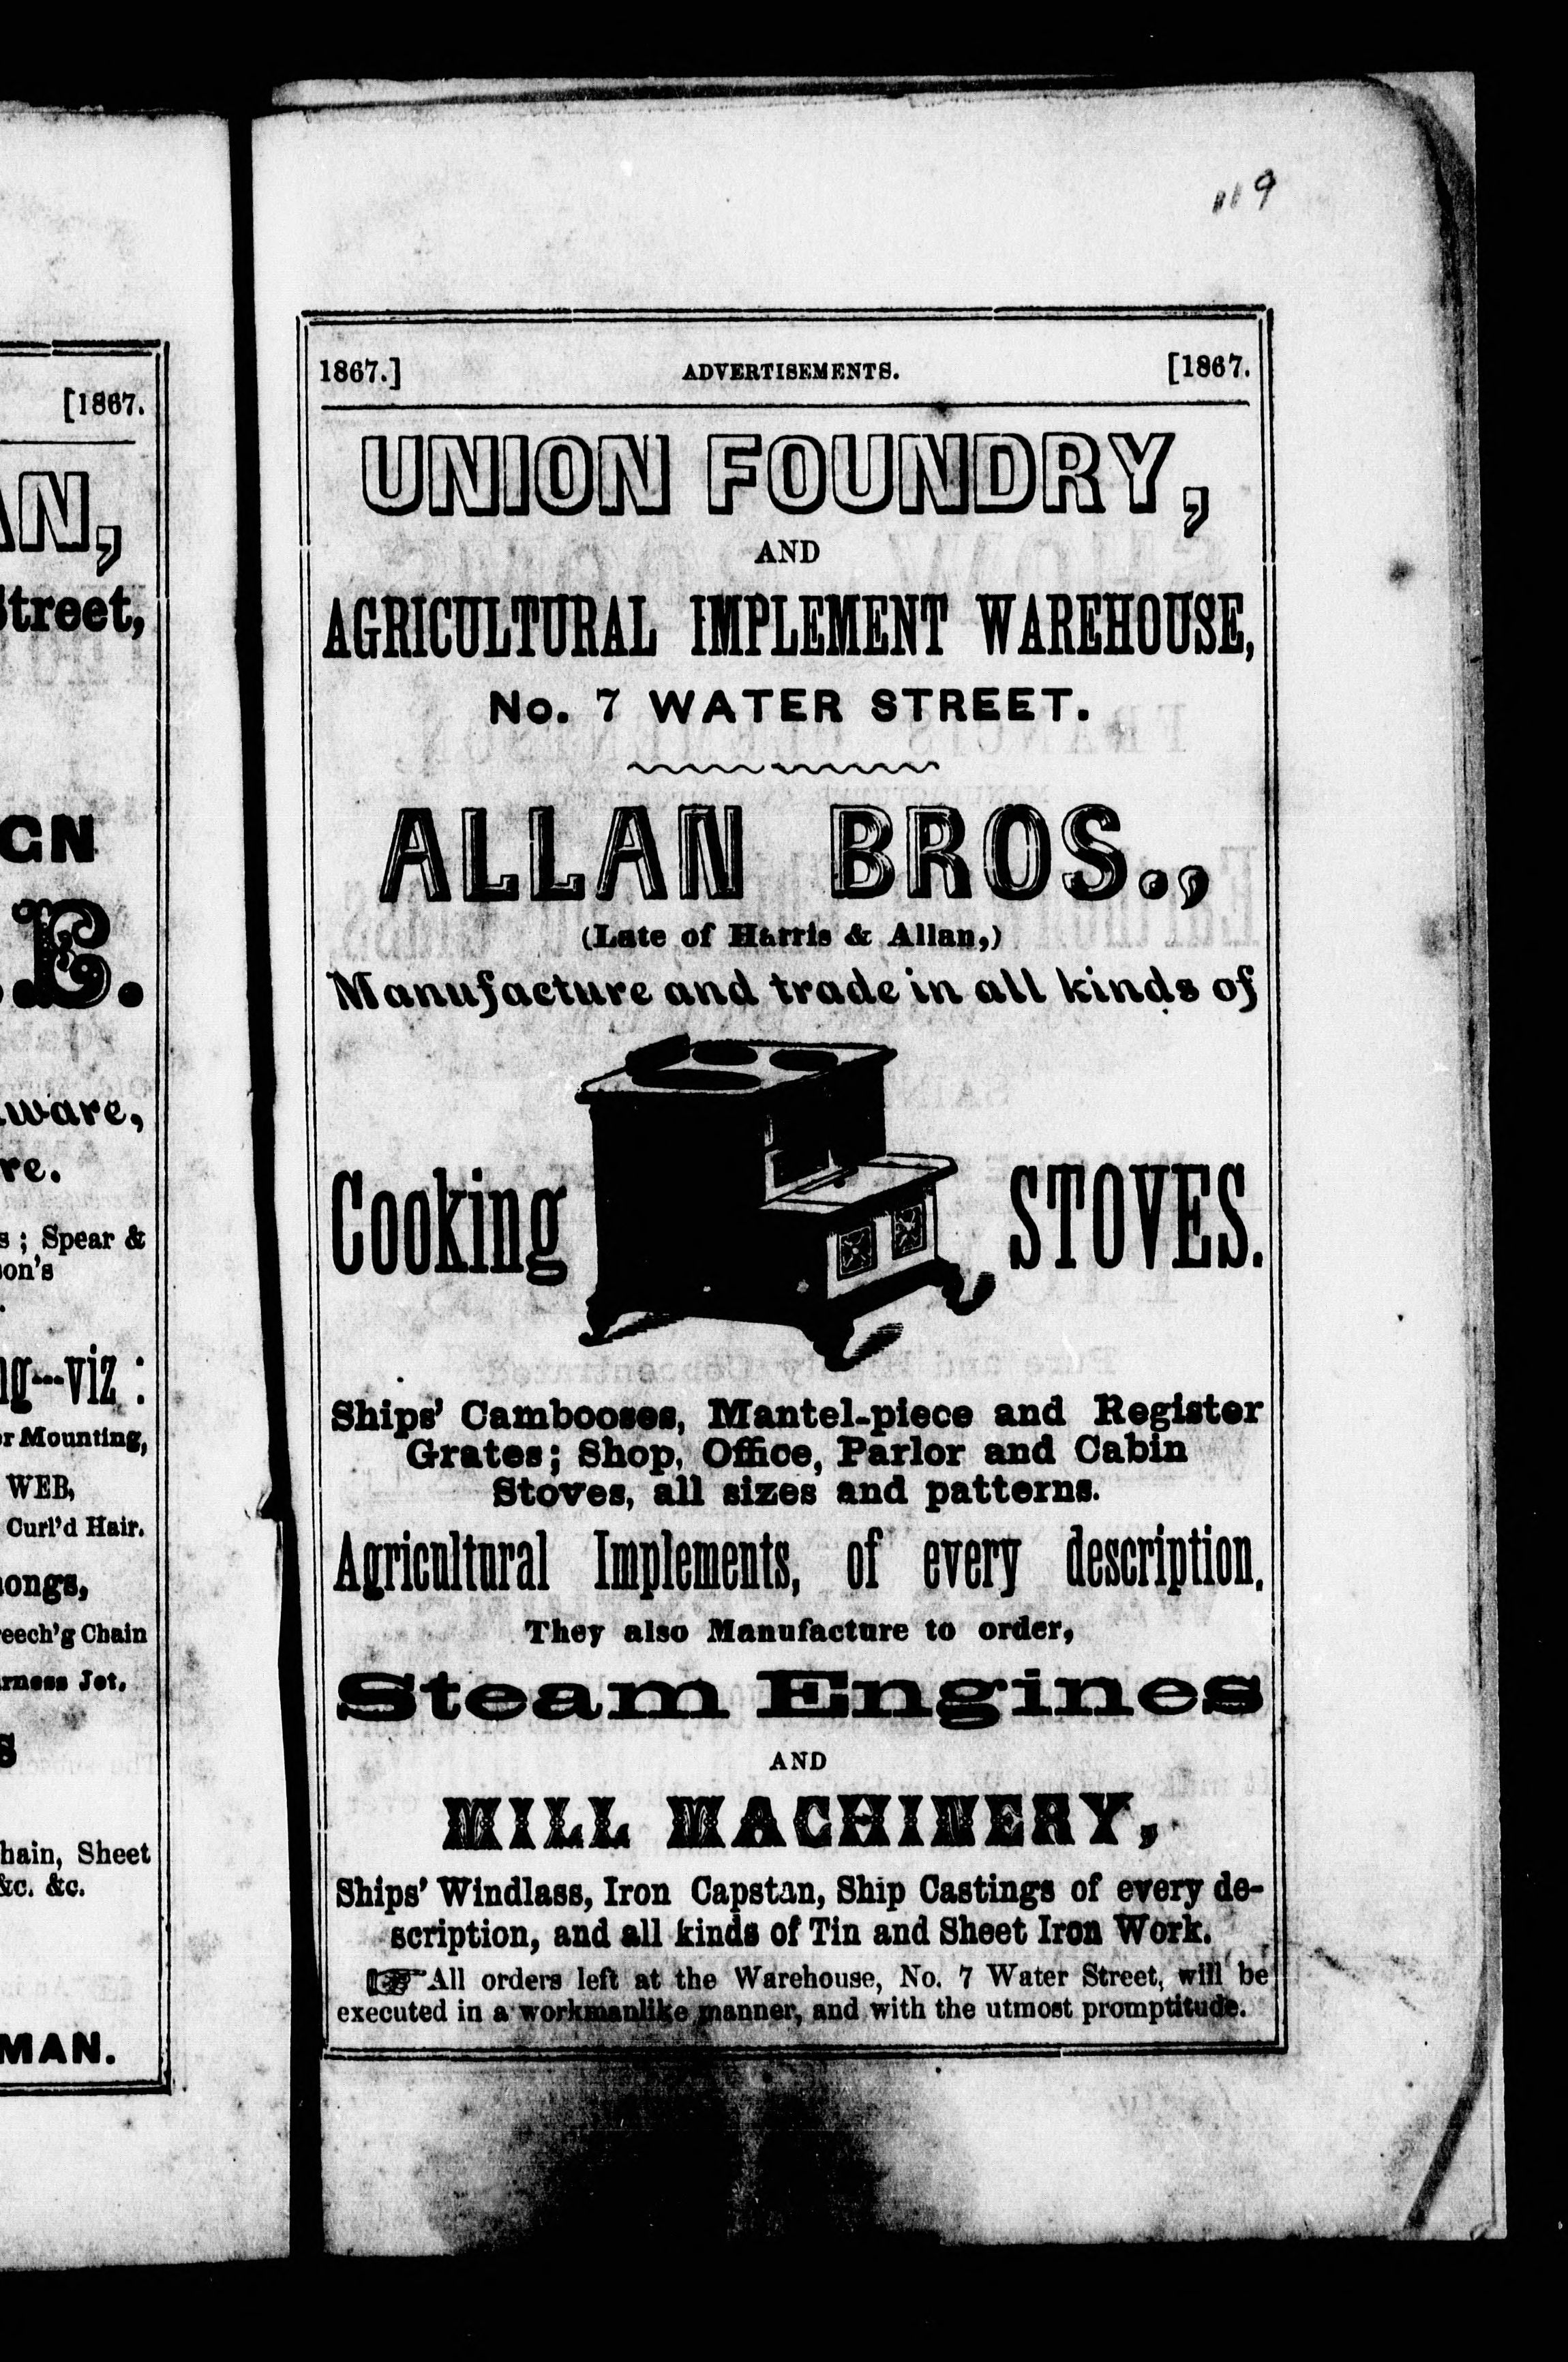 119
[1867.
AN,
Street,
GN
E.
ware,
re.
s ; Spear &
son's
ng---viz :
r Mounting,
WEB,
Curl'd Hair.
ongs,
eech'g Chain
rness Jet.
S
hain, Sheet
&c. &c.
MAN.
1867.] ADVERTISEMENTS. [1867.
UNION FOUNDRY,
AND
AGRICULTURAL IMPLEMENT WAREHOUSE,
No. 7 WATER STREET.
ALLAN BROS.,
(Late of Harris & Allan,)
Manufacture and trade in all kinds of
Cooking STOVES.
Ships' Cambooses, Mantel-piece and Register
Grates; Shop, Office, Parlor and Cabin
Stoves, all sizes and patterns.
Agricultural Implements, of every description.
They also Manufacture to order,
Steam Engines
AND
MILL MACHINERY,
Ships' Windlass, Iron Capstan, Ship Castings of every de-
scription, and all kinds of Tin and Sheet Iron Work.
☞ All orders left at the Warehouse, No. 7 Water Street, will be
executed in a workmanlike manner, and with the utmost promptitude.